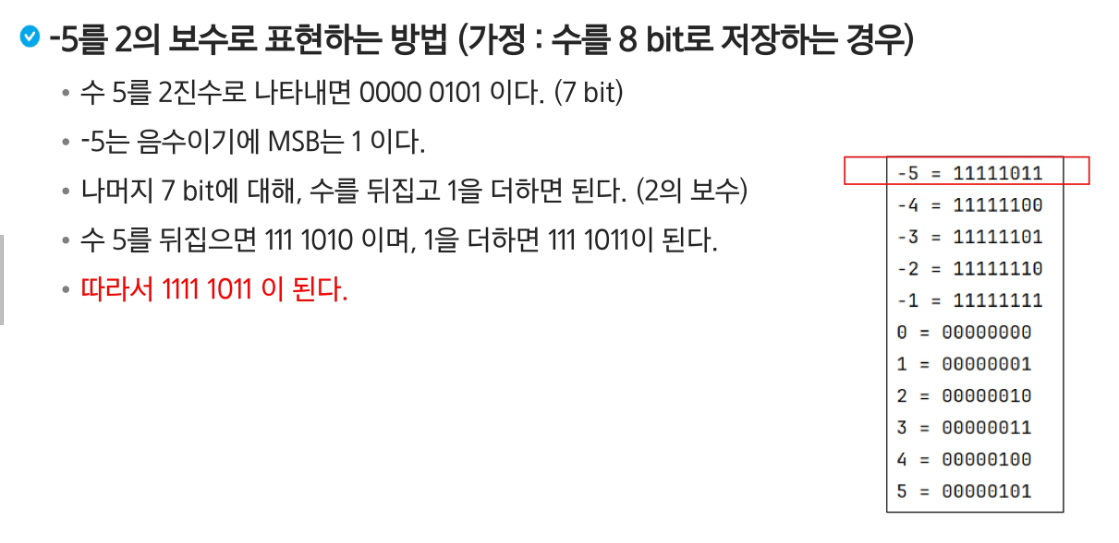 -5를 2의 보수로 표현하는 방법 (가정 : 수를 8 bit로 저장하는 경우)
• 수 5를 2진수로 나타내면 0000 0101 이다. (7 bit)
• -5는 음수이기에 MSB는 1 이다.
• 나머지 7 bit에 대해, 수를 뒤집고 1을 더하면 된다. (2의 보수)
• 수 5를 뒤집으면 111 1010 이며, 1을 더하면 111 1011이 된다.
• 따라서 1111 1011 이 된다.
-5 = 11111011
-4 = 11111100
-3 = 11111101
-2 = 11111110
-1 = 11111111
0 = 00000000
1 = 00000001
2 = 00000010
3 = 00000011
4 = 00000100
5 = 00000101